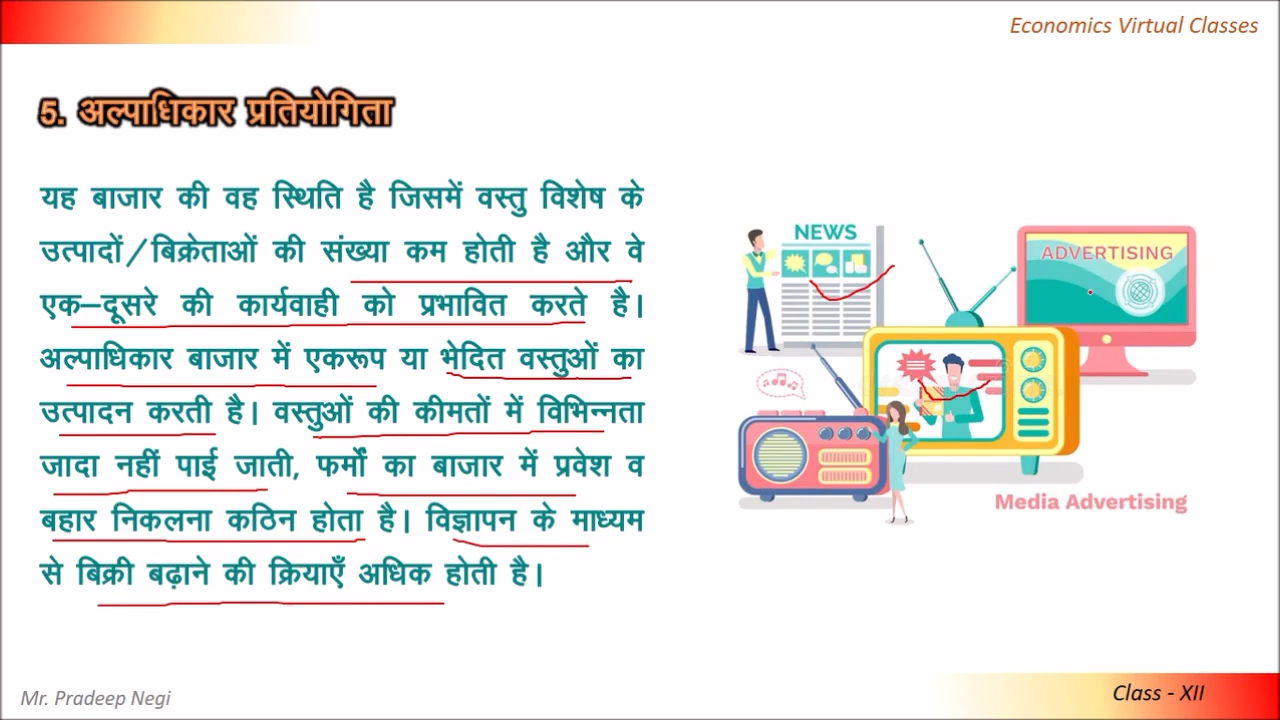 Economics Virtual Classes
5. अल्पाधिकार प्रतियोगिता
यह बाजार की वह स्थिति है जिसमें वस्तु विशेष के
उत्पादों/बिक्रेताओं की संख्या कम होती है और वे
एक–दूसरे की कार्यवाही को प्रभावित करते है।
अल्पाधिकार बाजार में एकरूप या भेदित वस्तुओं का
उत्पादन करती है। वस्तुओं की कीमतों में विभिन्नता
जादा नहीं पाई जाती, फर्मों का बाजार में प्रवेश व
बहार निकलना कठिन होता है। विज्ञापन के माध्यम
से बिक्री बढ़ाने की क्रियाएँ अधिक होती है।
NEWS
ADVERTISING
Media Advertising
Mr. Pradeep Negi
Class - XII